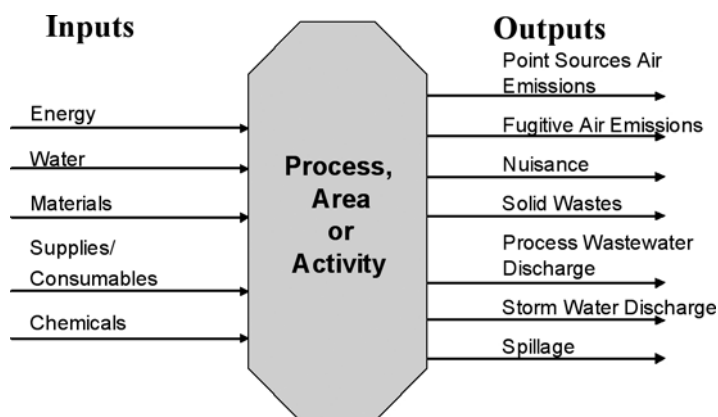 Inputs
Energy
Water
Materials
Supplies/
Consumables
Chemicals
Process,
Area
or
Activity
Outputs
Point Sources Air
Emissions
Fugitive Air Emissions
Nuisance
Solid Wastes
Process Wastewater
Discharge
Storm Water Discharge
Spillage